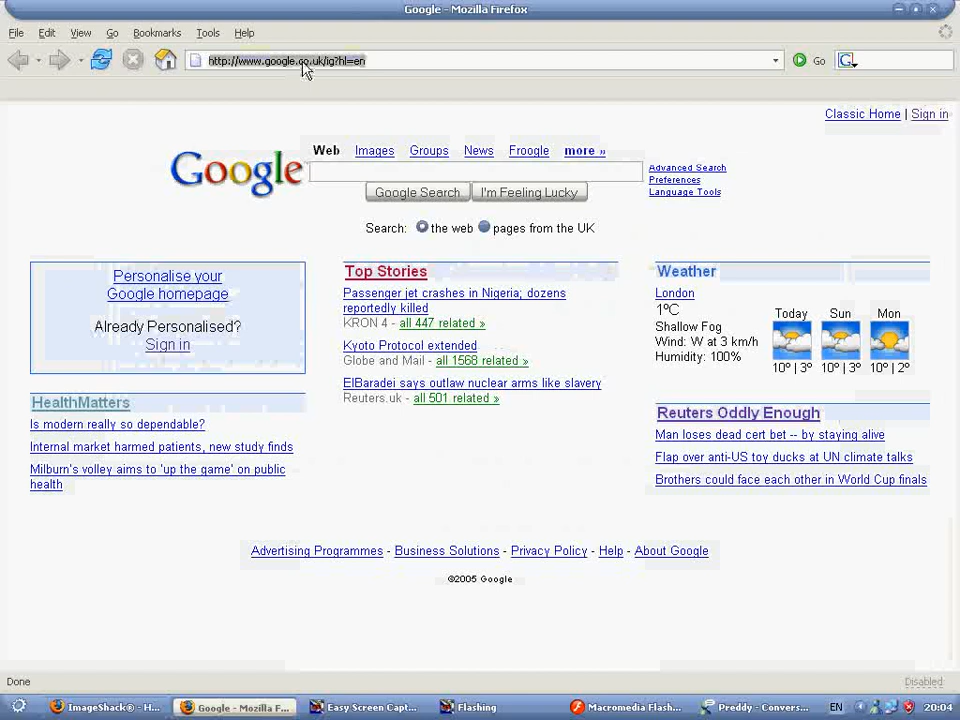 Google - Mozilla Firefox
File Edit View Go Bookmarks Tools Help
http://www.google.co.uk/ig?hl=en
Go
G
Classic Home | Sign in
Web Images Groups News Froogle more »
Google
Advanced Search
Preferences
Language Tools
Google Search I'm Feeling Lucky
Search: the web pages from the UK
Personalise your
Google homepage
Already Personalised?
Sign in
HealthMatters
Is modern really so dependable?
Internal market harmed patients, new study finds
Milburn's volley aims to 'up the game' on public
health
Top Stories
Passenger jet crashes in Nigeria; dozens
reportedly killed
KRON 4 - all 447 related »
Kyoto Protocol extended
Globe and Mail - all 1568 related »
ElBaradei says outlaw nuclear arms like slavery
Reuters.uk - all 501 related »
Weather
London
1°C
Shallow Fog
Wind: W at 3 km/h
Humidity: 100%
Today Sun Mon
10° | 3° 10° | 3° 10° | 2°
Reuters Oddly Enough
Man loses dead cert bet -- by staying alive
Flap over anti-US toy ducks at UN climate talks
Brothers could face each other in World Cup finals
Advertising Programmes - Business Solutions - Privacy Policy - Help - About Google
©2005 Google
Done
Disabled
ImageShack® - H... Google - Mozilla F... Easy Screen Capt... Flashing Macromedia Flash... Preddy - Convers... EN 20:04